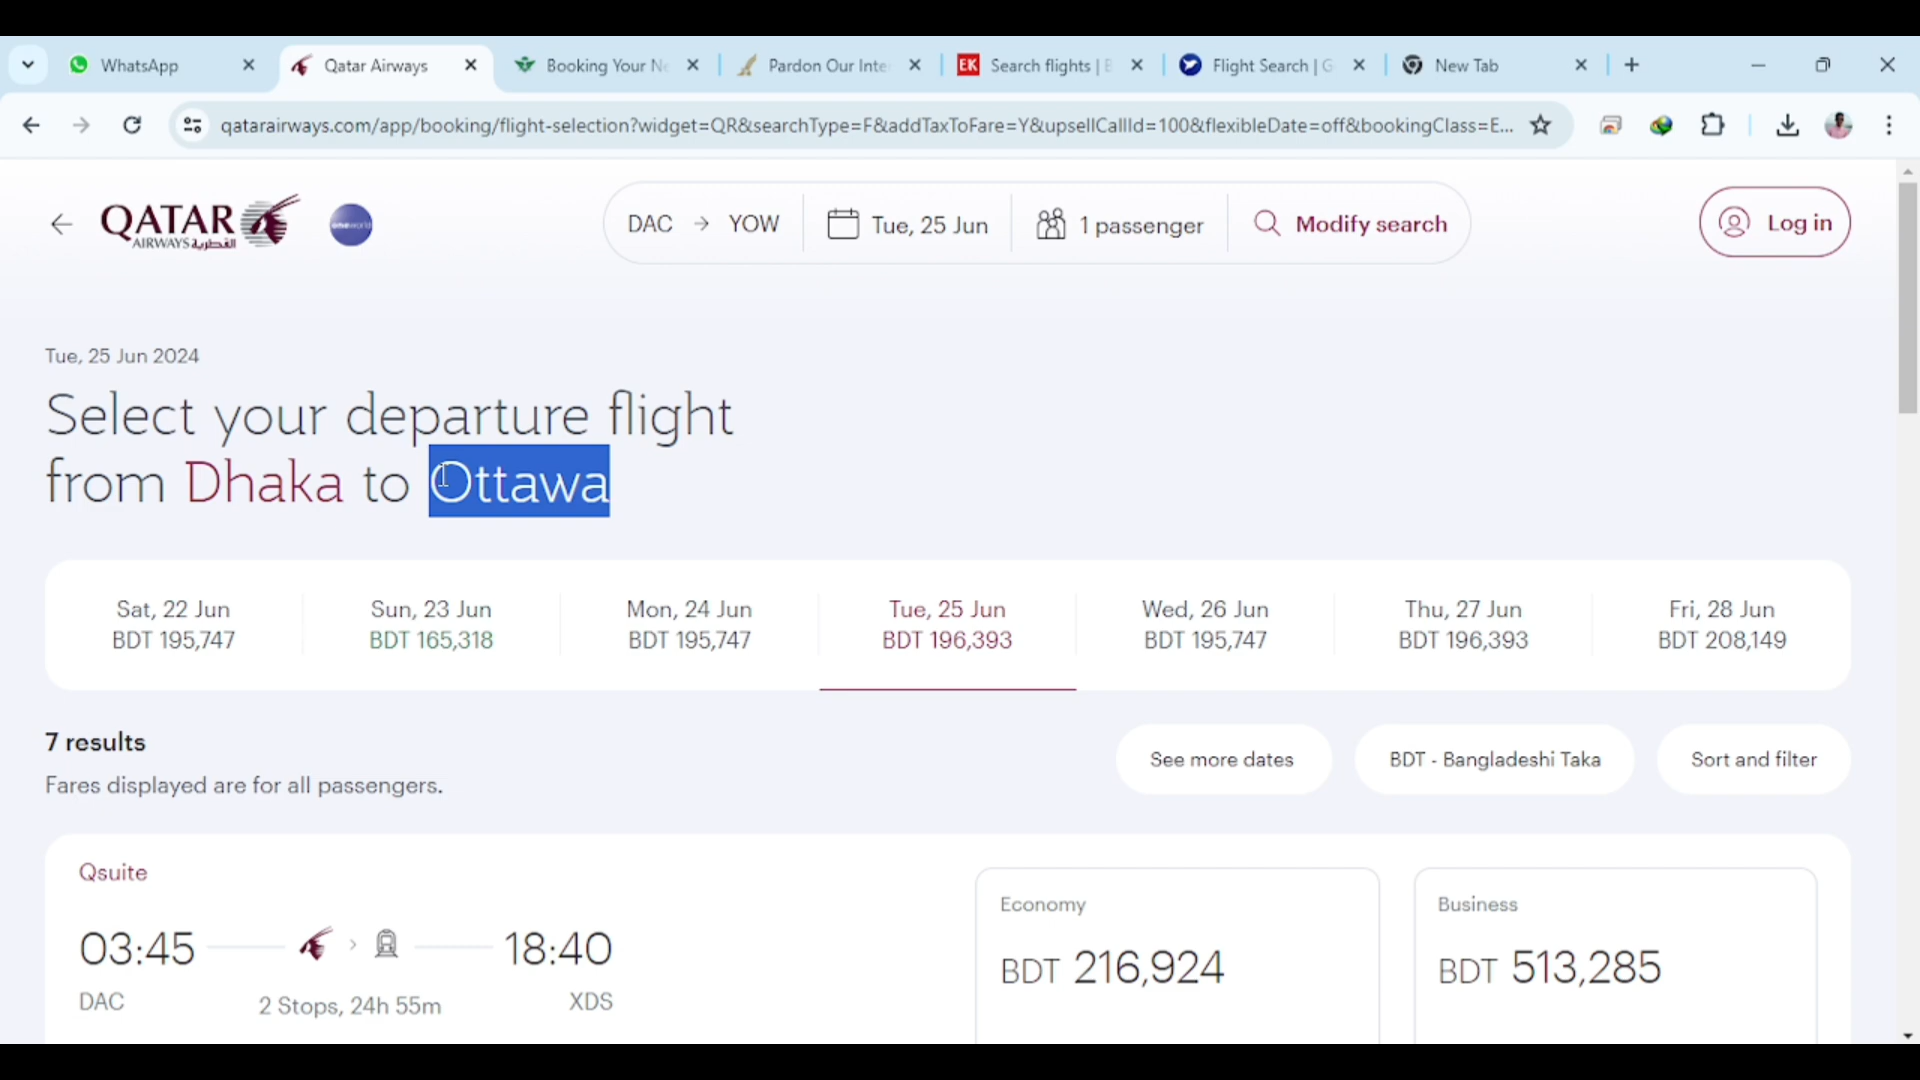 WhatsApp
Qatar Airways
Booking Your Ne
Pardon Our Inte
EK
Search flights | E
Flight Search | G
New Tab
qatarairways.com/app/booking/flight-selection?widget=QR&searchType=F&addTaxToFare=Y&upsellCallId=100&flexibleDate=off&bookingClass=E...
QATAR
AIRWAYS القطرية
oneworld
DAC → YOW
Tue, 25 Jun
1 passenger
Modify search
Log in
Tue, 25 Jun 2024
Select your departure flight
from Dhaka to Ottawa
Sat, 22 Jun
BDT 195,747
Sun, 23 Jun
BDT 165,318
Mon, 24 Jun
BDT 195,747
Tue, 25 Jun
BDT 196,393
Wed, 26 Jun
BDT 195,747
Thu, 27 Jun
BDT 196,393
Fri, 28 Jun
BDT 208,149
7 results
Fares displayed are for all passengers.
See more dates
BDT - Bangladeshi Taka
Sort and filter
Qsuite
03:45
18:40
DAC
2 Stops, 24h 55m
XDS
Economy
BDT 216,924
Business
BDT 513,285